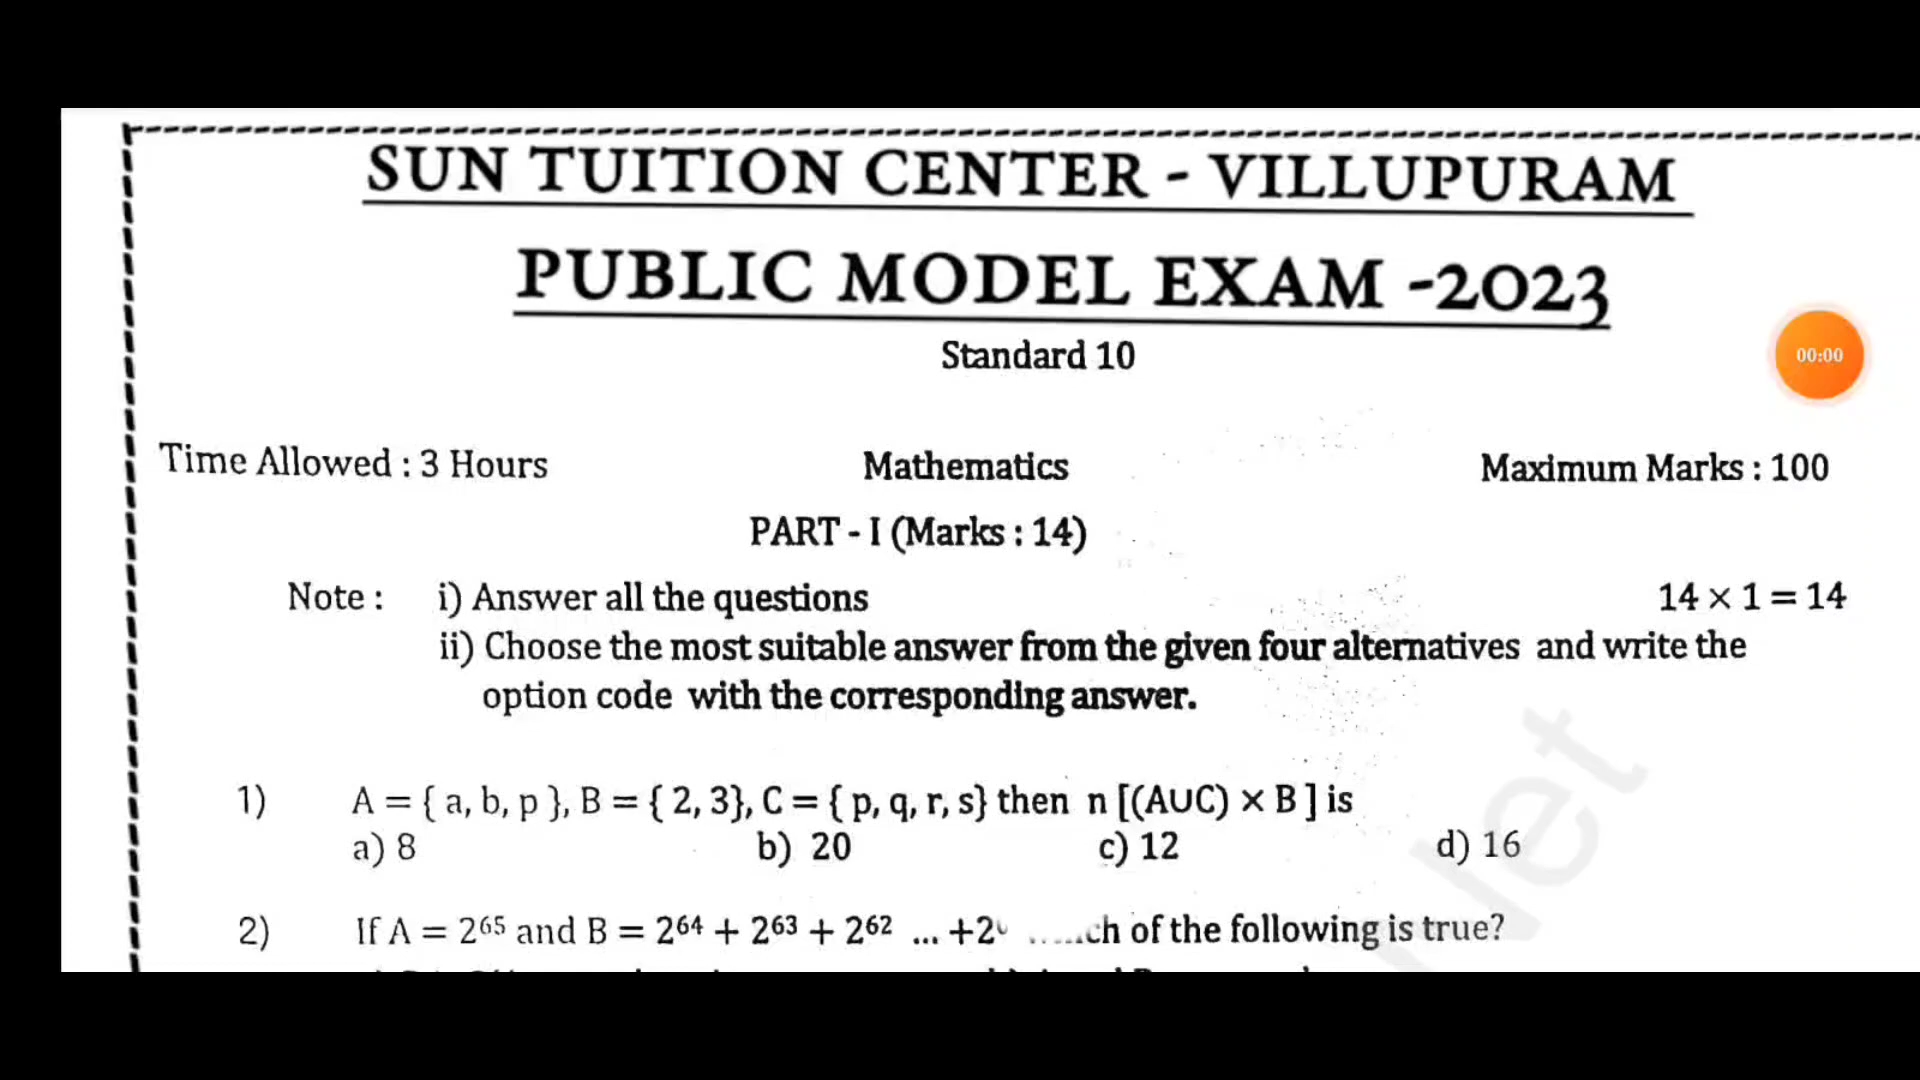 SUN TUITION CENTER - VILLUPURAM
PUBLIC MODEL EXAM -2023
Standard 10
00:00
Time Allowed : 3 Hours Mathematics Maximum Marks : 100
PART - I (Marks : 14)
Note : i) Answer all the questions 14 × 1 = 14
ii) Choose the most suitable answer from the given four alternatives and write the
option code with the corresponding answer.
1) A = { a, b, p }, B = { 2, 3}, C = { p, q, r, s} then n [(A∪C) × B ] is
a) 8 b) 20 c) 12 d) 16
2) If A = 2⁶⁵ and B = 2⁶⁴ + 2⁶³ + 2⁶² ... +2 of the following is true?